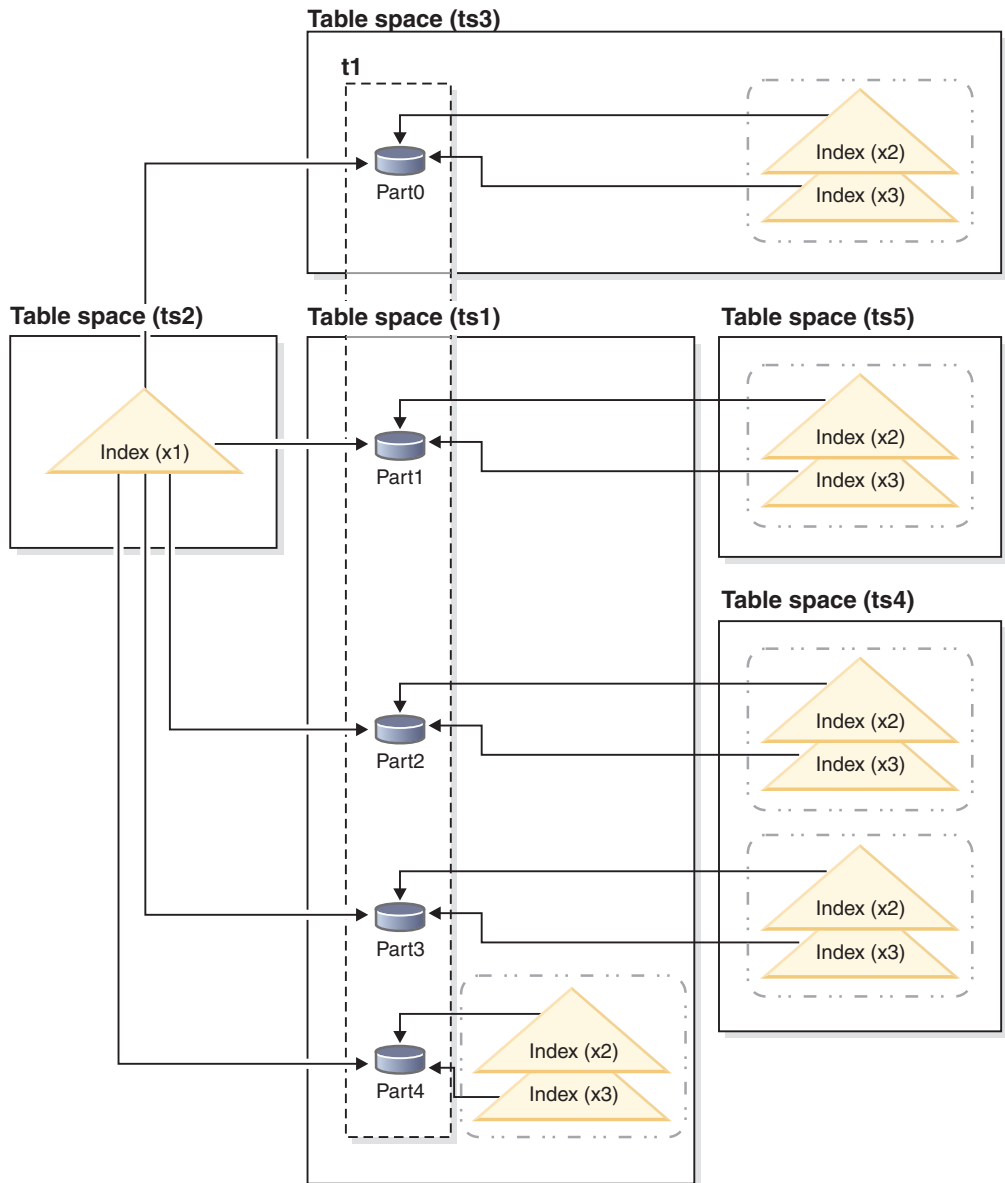 Table space (ts3)
t1
Part0
Index (x2)
Index (x3)
Table space (ts2)
Index (x1)
Table space (ts1)
Part1
Part2
Part3
Part4
Index (x2)
Index (x3)
Table space (ts5)
Index (x2)
Index (x3)
Table space (ts4)
Index (x2)
Index (x3)
Index (x2)
Index (x3)